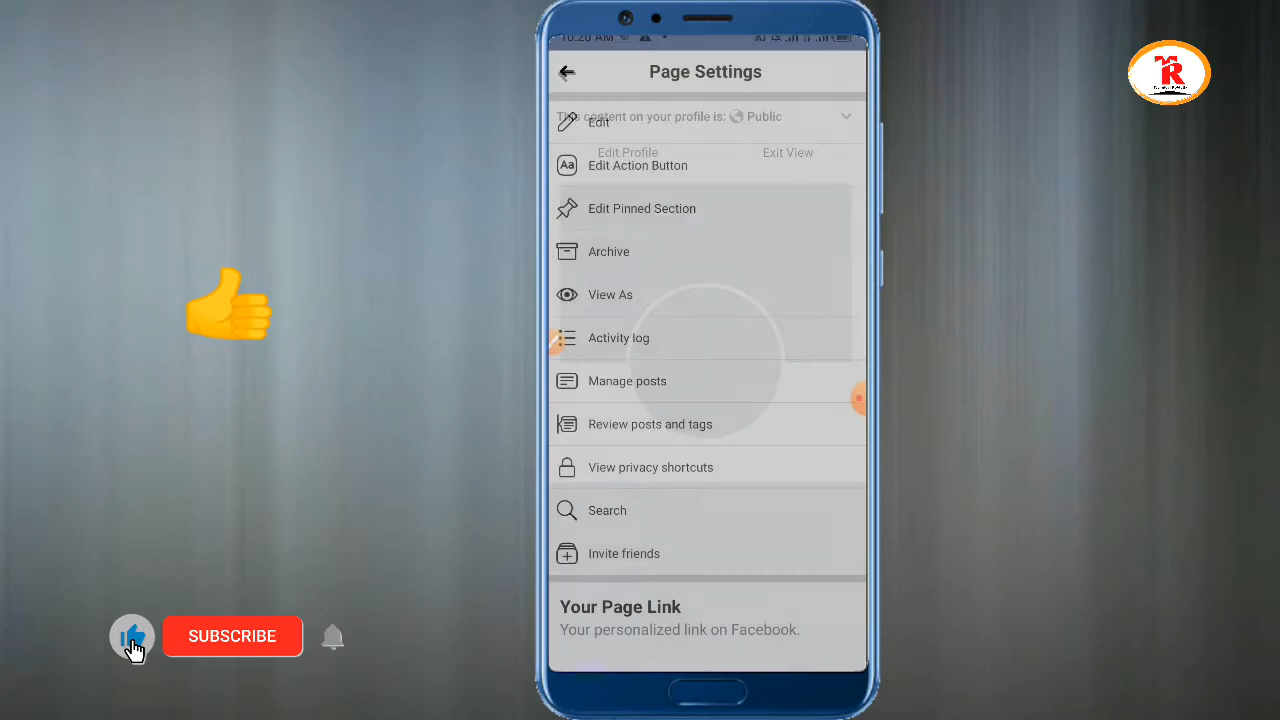 10:20 AM
Page Settings
This content on your profile is: Public
Edit
Edit Profile Exit View
Aa Edit Action Button
Edit Pinned Section
Archive
View As
Activity log
Manage posts
Review posts and tags
View privacy shortcuts
Search
Invite friends
Your Page Link
Your personalized link on Facebook.
SUBSCRIBE